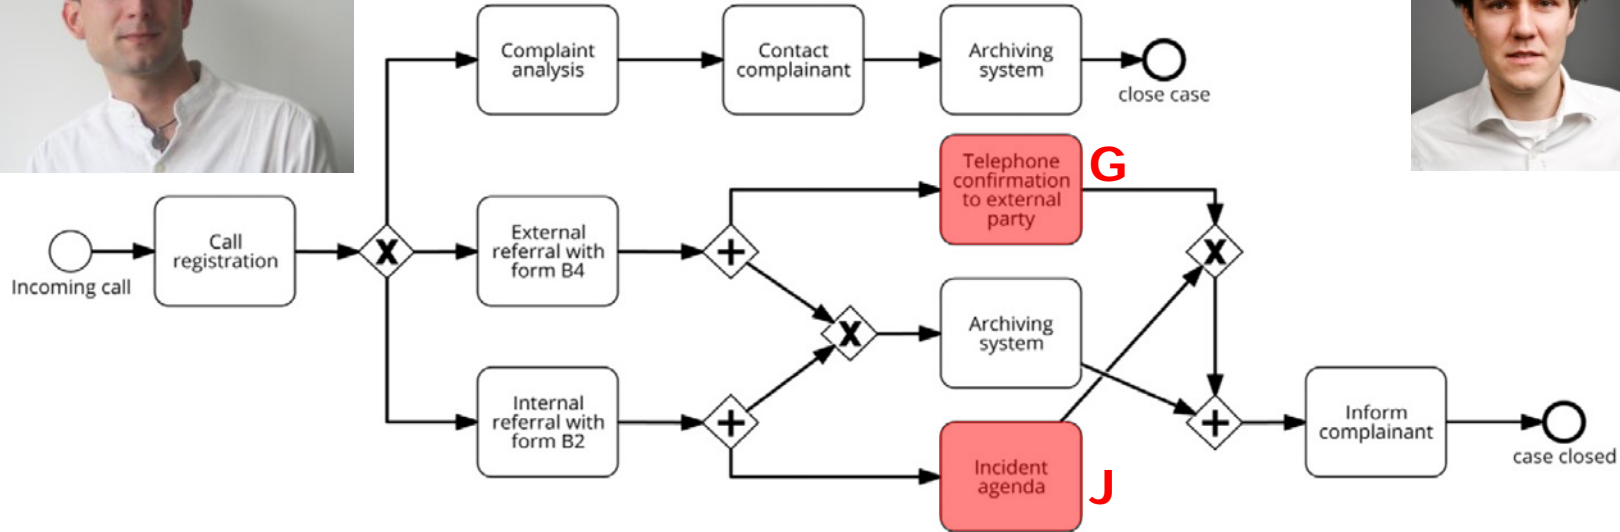 Complaint
analysis
Contact
complainant
Archiving
system
close case
Telephone
confirmation
to external
party
G
Incoming call
Call
registration
X
External
referral with
form B4
+
X
X
Archiving
system
Internal
referral with
form B2
+
Incident
agenda
J
+
Inform
complainant
case closed